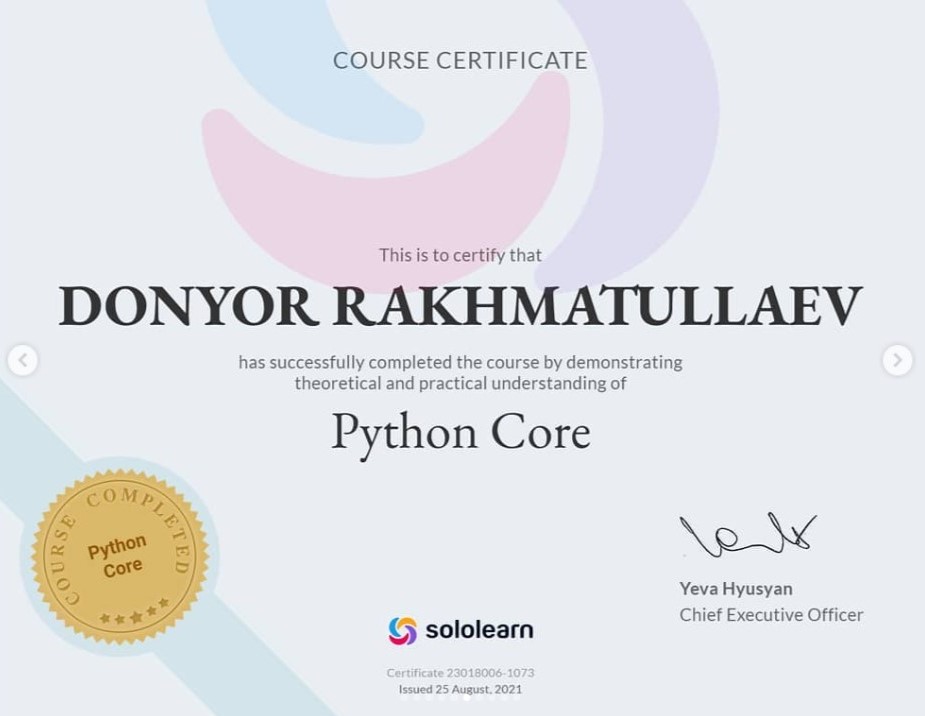 COURSE CERTIFICATE
This is to certify that
DONYOR RAKHMATULLAEV
has successfully completed the course by demonstrating
theoretical and practical understanding of
Python Core
COURSE COMPLETED
Python
Core
Yeva Hyusyan
Chief Executive Officer
sololearn
Certificate 23018006-1073
Issued 25 August, 2021